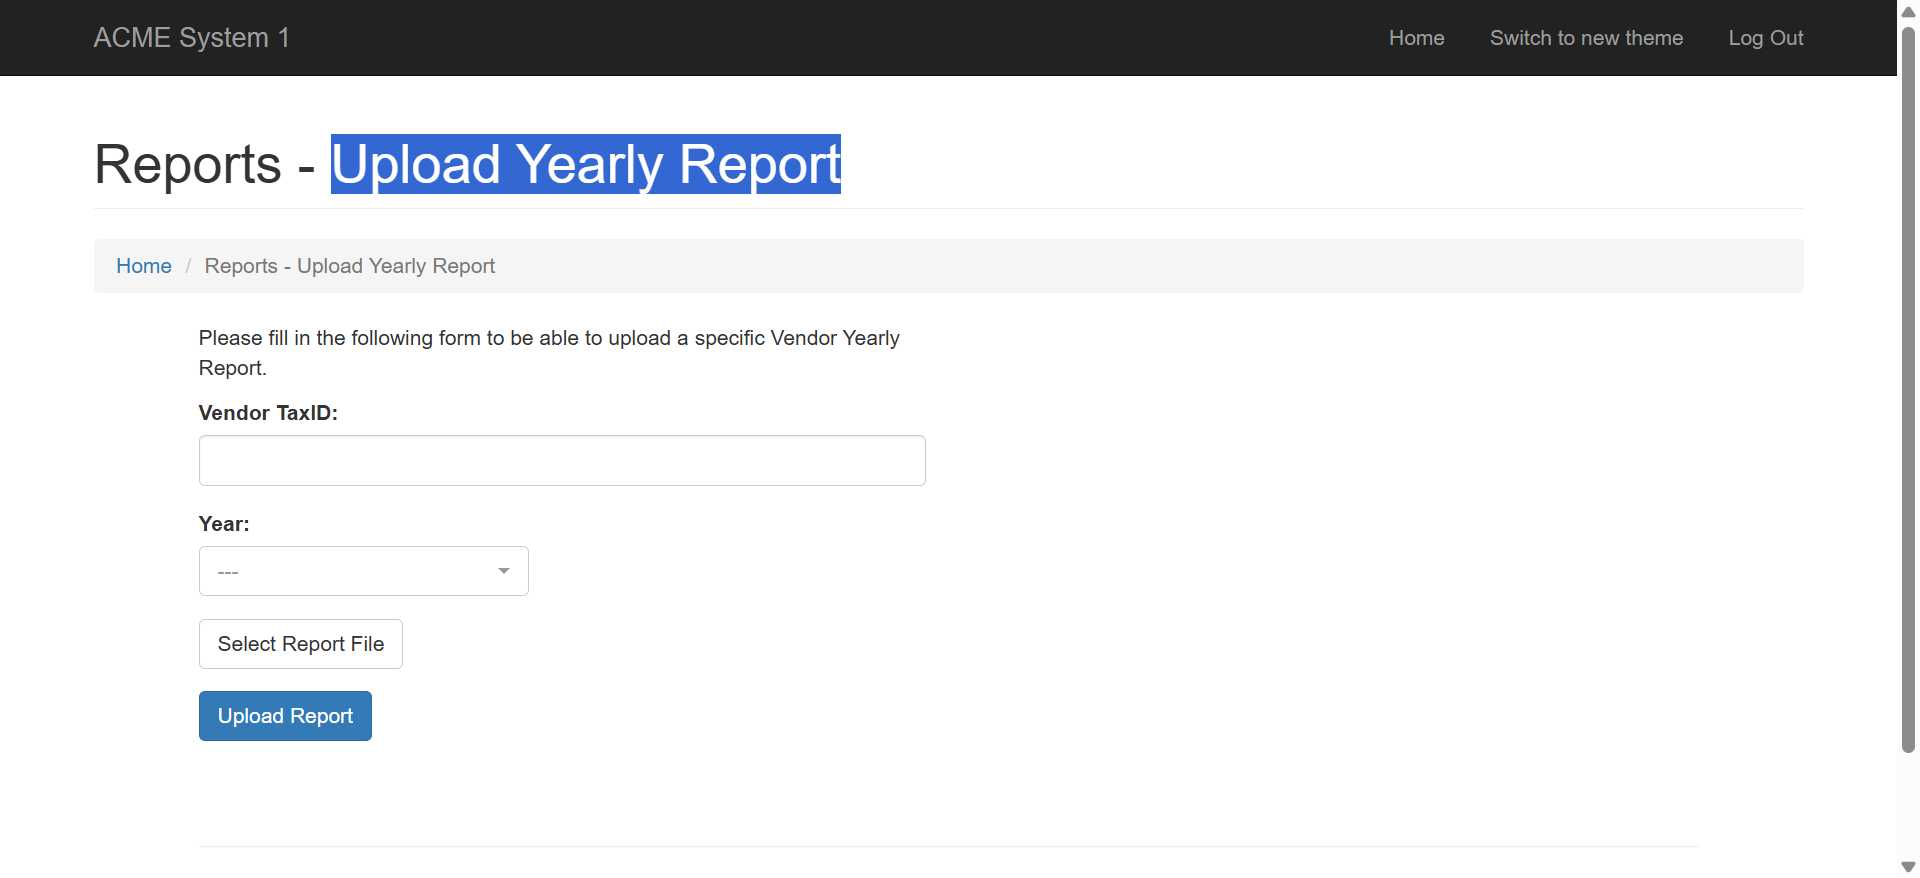 ACME System 1
Home
Switch to new theme
Log Out
Reports - Upload Yearly Report
Home / Reports - Upload Yearly Report
Please fill in the following form to be able to upload a specific Vendor Yearly
Report.
Vendor TaxID:
Year:
---
Select Report File
Upload Report